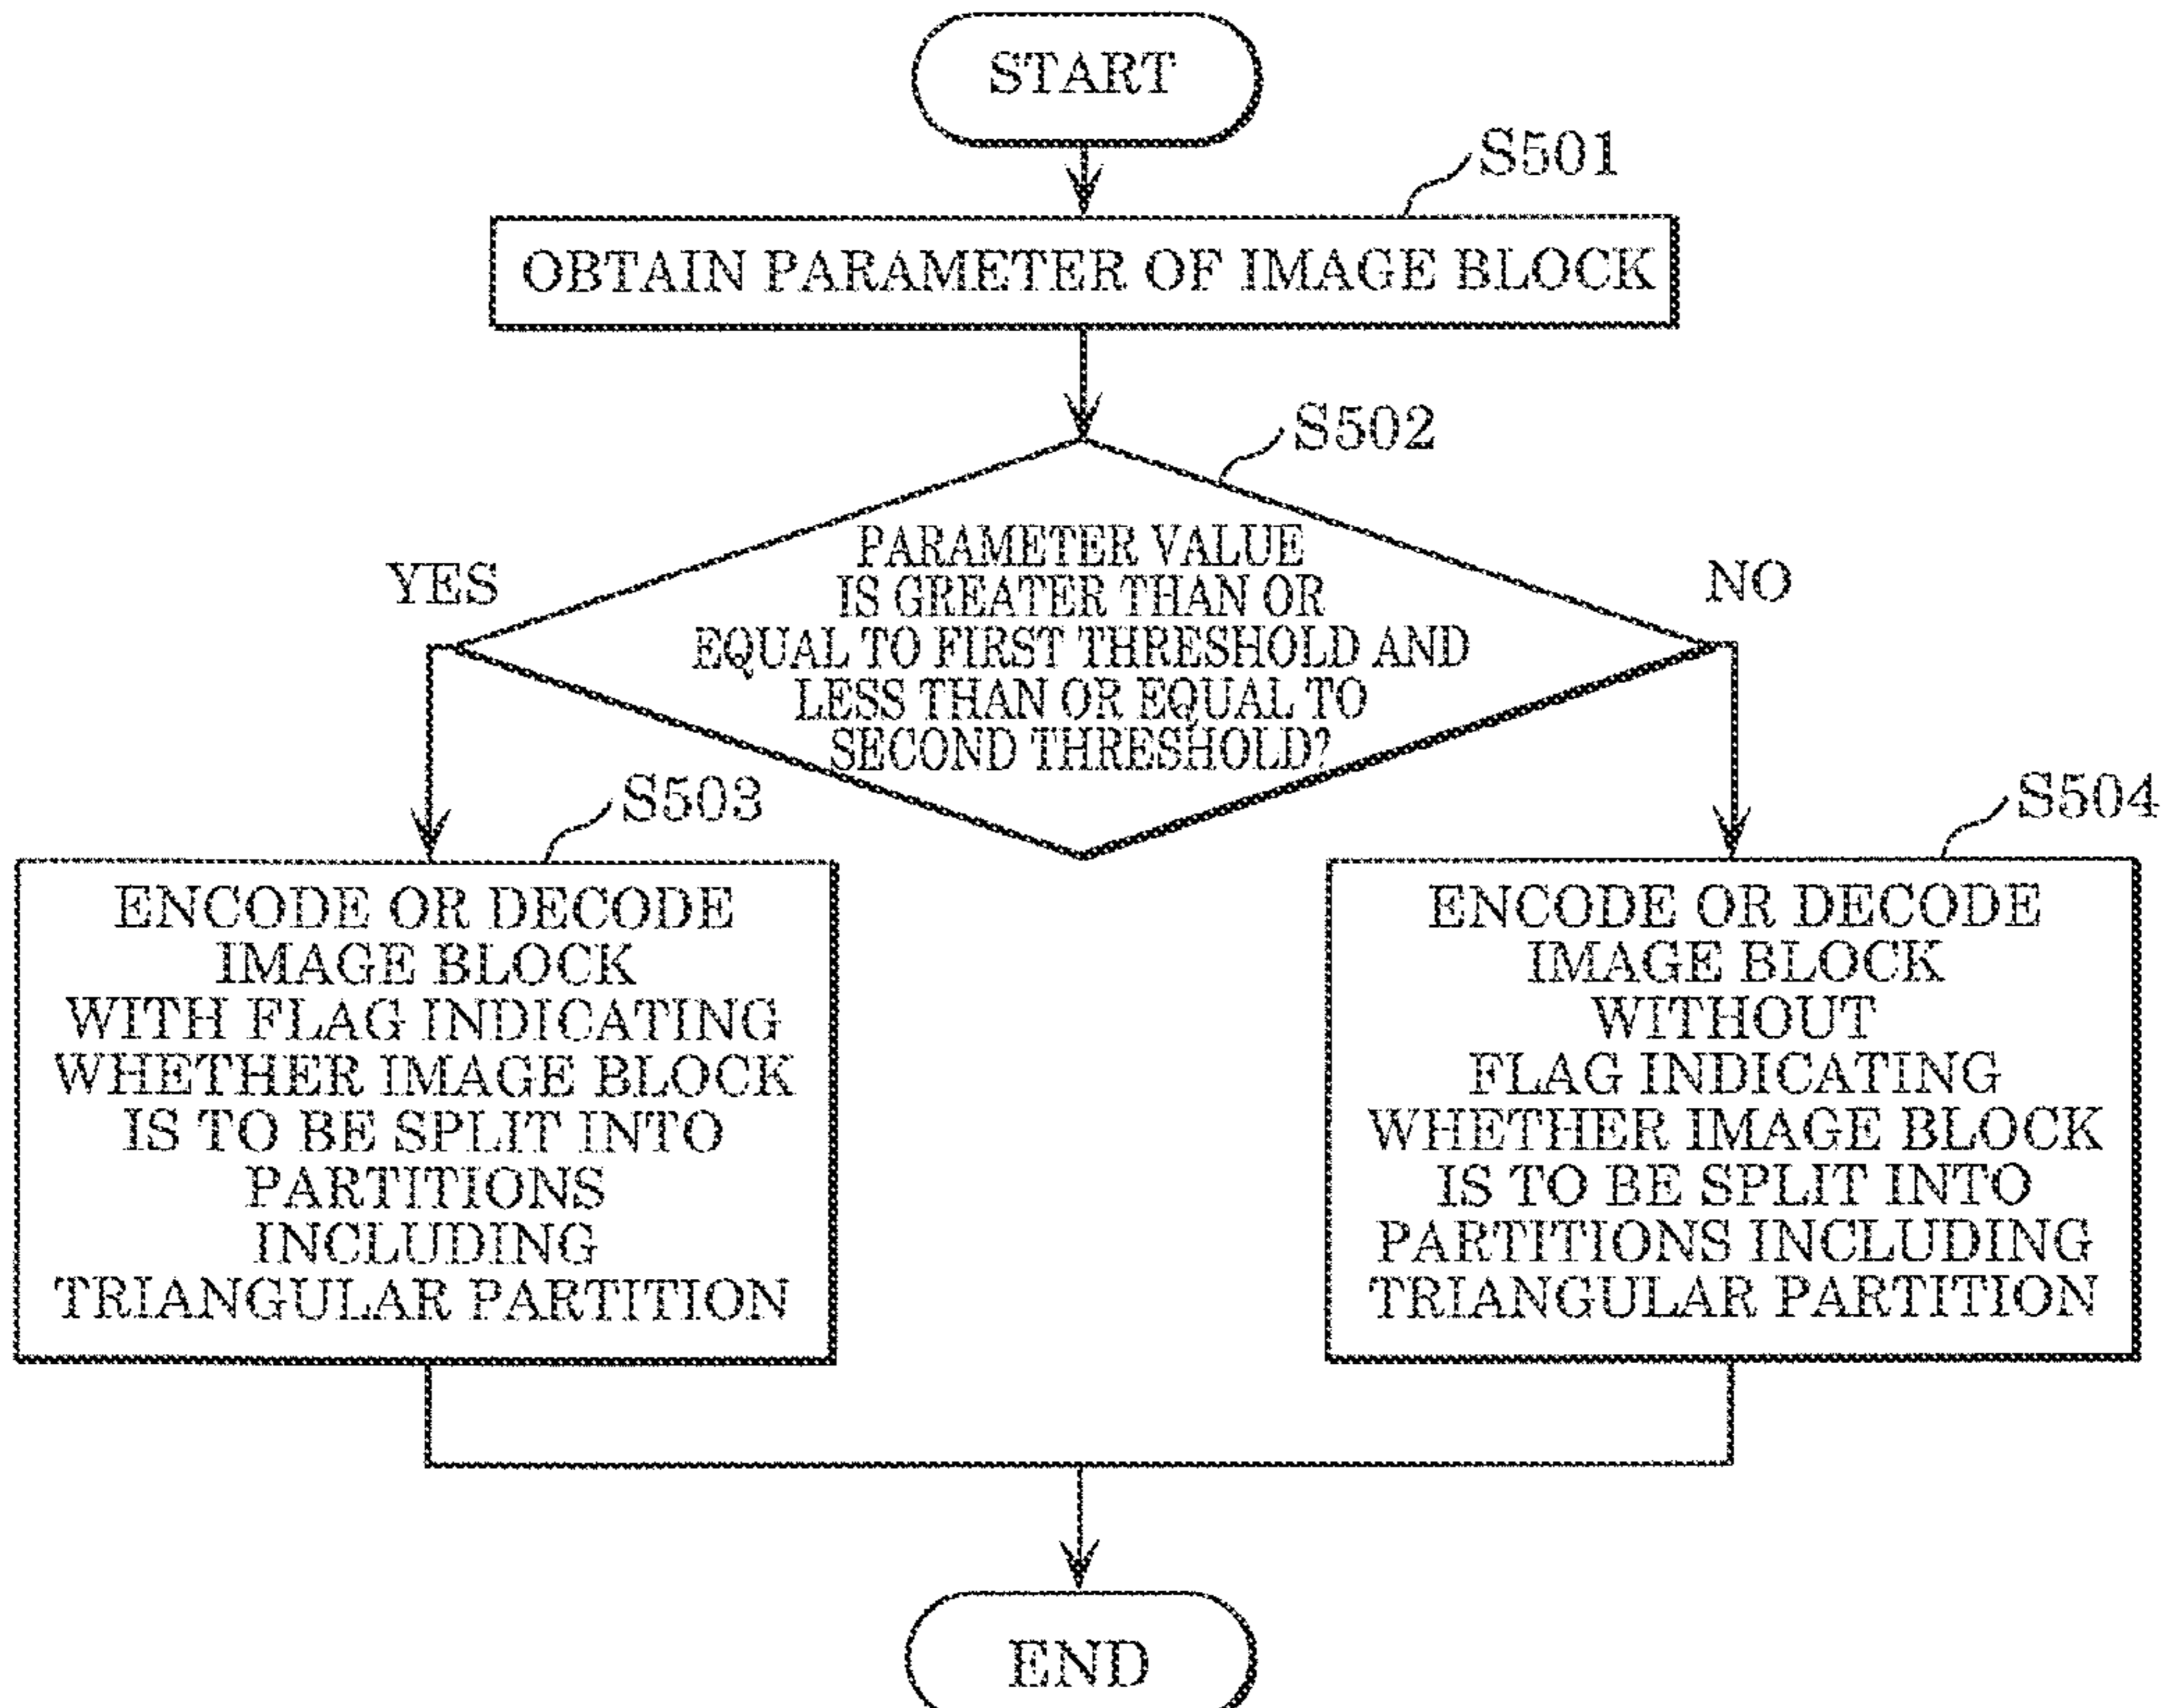 START
S501
OBTAIN PARAMETER OF IMAGE BLOCK
S502
PARAMETER VALUE
IS GREATER THAN OR
EQUAL TO FIRST THRESHOLD AND
LESS THAN OR EQUAL TO
SECOND THRESHOLD?
YES
NO
S503
ENCODE OR DECODE
IMAGE BLOCK
WITH FLAG INDICATING
WHETHER IMAGE BLOCK
IS TO BE SPLIT INTO
PARTITIONS
INCLUDING
TRIANGULAR PARTITION
S504
ENCODE OR DECODE
IMAGE BLOCK
WITHOUT
FLAG INDICATING
WHETHER IMAGE BLOCK
IS TO BE SPLIT INTO
PARTITIONS INCLUDING
TRIANGULAR PARTITION
END